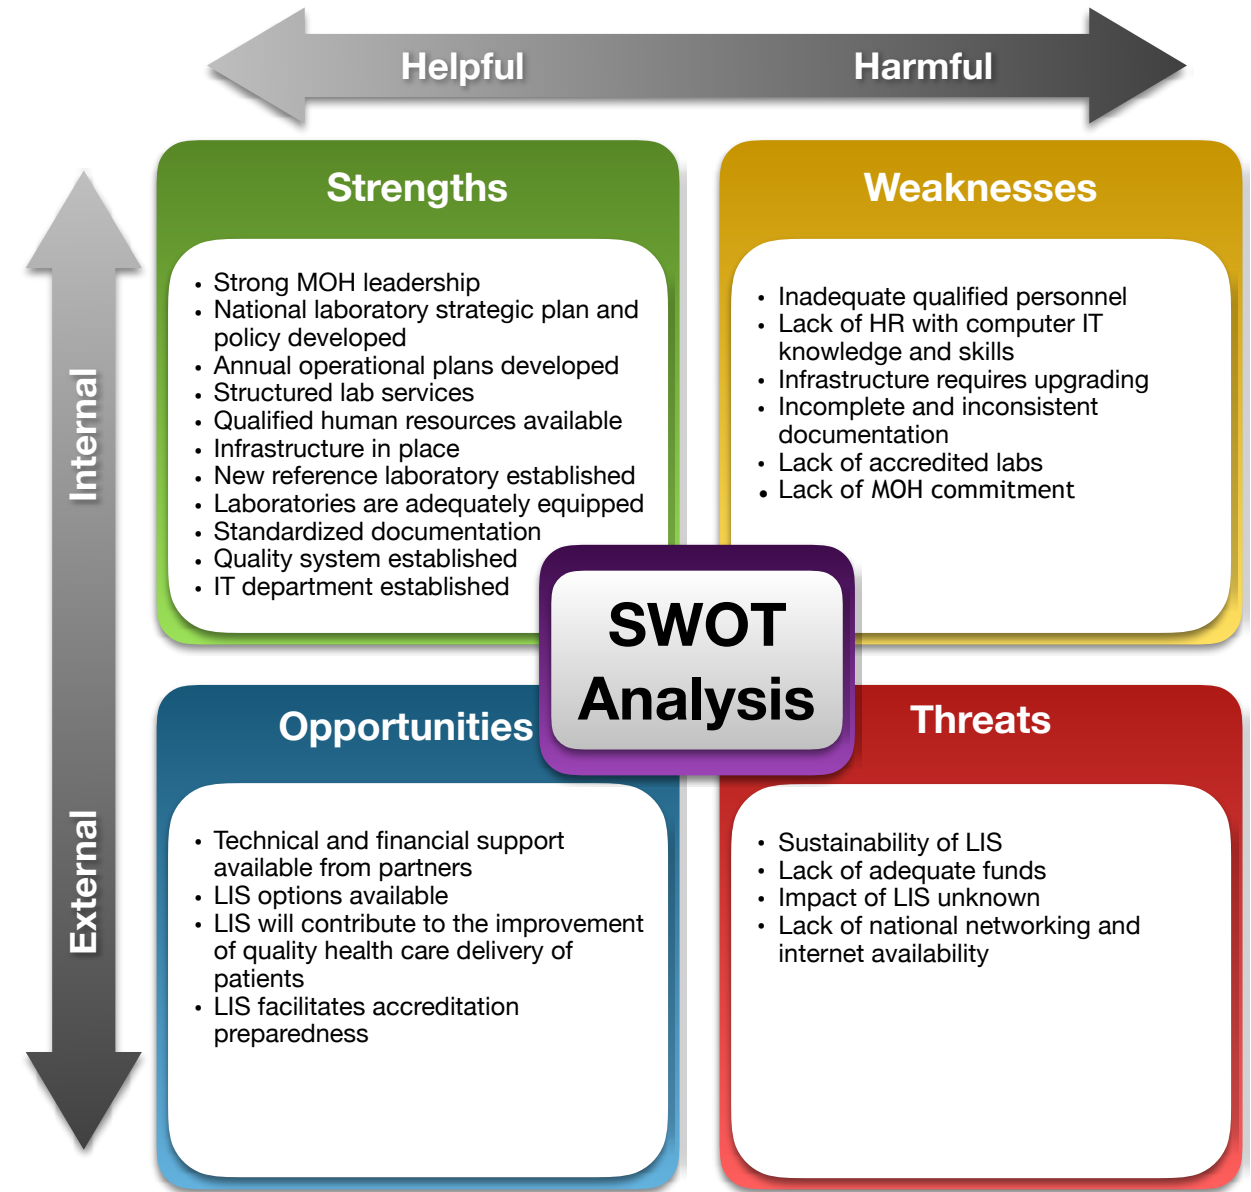 Helpful
Harmful
Internal
External
Strengths
• Strong MOH leadership
• National laboratory strategic plan and
policy developed
• Annual operational plans developed
• Structured lab services
• Qualified human resources available
• Infrastructure in place
• New reference laboratory established
• Laboratories are adequately equipped
• Standardized documentation
• Quality system established
• IT department established
Weaknesses
• Inadequate qualified personnel
• Lack of HR with computer IT
knowledge and skills
• Infrastructure requires upgrading
• Incomplete and inconsistent
documentation
• Lack of accredited labs
• Lack of MOH commitment
SWOT
Analysis
Opportunities
• Technical and financial support
available from partners
• LIS options available
• LIS will contribute to the improvement
of quality health care delivery of
patients
• LIS facilitates accreditation
preparedness
Threats
• Sustainability of LIS
• Lack of adequate funds
• Impact of LIS unknown
• Lack of national networking and
internet availability